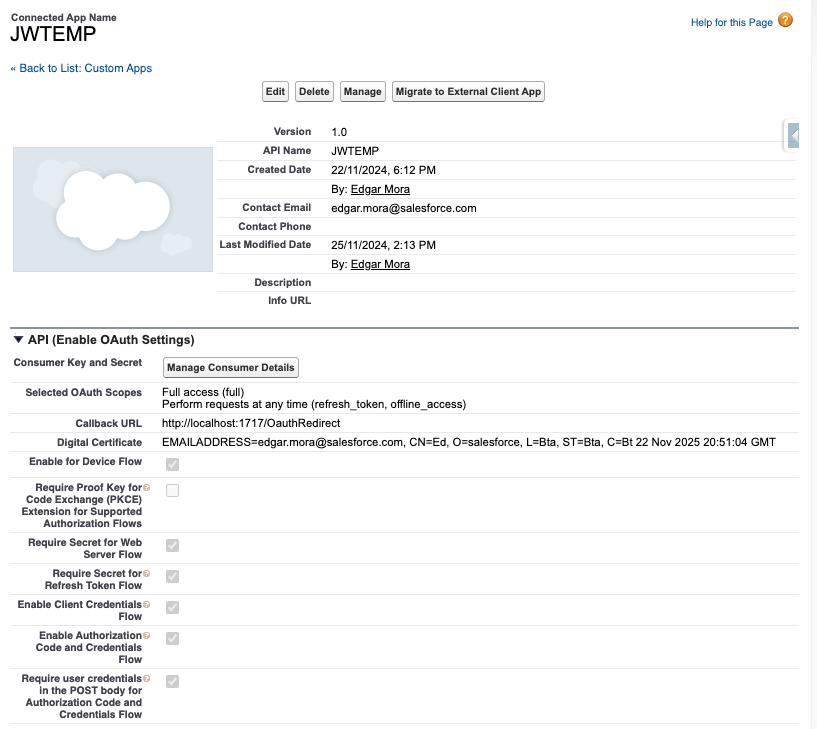 Connected App Name
JWTEMP
Help for this Page ?
« Back to List: Custom Apps
Edit Delete Manage Migrate to External Client App
Version 1.0
API Name JWTEMP
Created Date 22/11/2024, 6:12 PM
By: Edgar Mora
Contact Email edgar.mora@salesforce.com
Contact Phone
Last Modified Date 25/11/2024, 2:13 PM
By: Edgar Mora
Description
Info URL
API (Enable OAuth Settings)
Consumer Key and Secret Manage Consumer Details
Selected OAuth Scopes Full access (full)
Perform requests at any time (refresh_token, offline_access)
Callback URL http://localhost:1717/OauthRedirect
Digital Certificate EMAILADDRESS=edgar.mora@salesforce.com, CN=Ed, O=salesforce, L=Bta, ST=Bta, C=Bt 22 Nov 2025 20:51:04 GMT
Enable for Device Flow
Require Proof Key for ?
Code Exchange (PKCE)
Extension for Supported
Authorization Flows
Require Secret for Web
Server Flow
Require Secret for ?
Refresh Token Flow
Enable Client Credentials ?
Flow
Enable Authorization ?
Code and Credentials
Flow
Require user credentials ?
in the POST body for
Authorization Code and
Credentials Flow